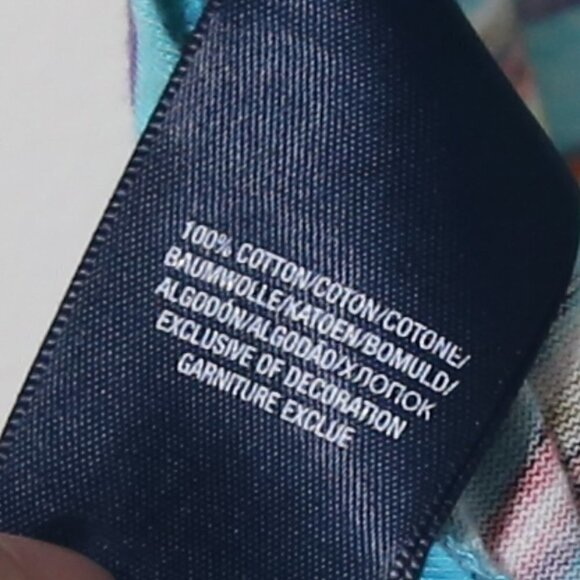 100% COTTON/COTON/COTONE/
BAUMWOLLE/KATOEN/BOMULD/
ALGODÓN/ALGODÃO/ХЛОПОК
EXCLUSIVE OF DECORATION
GARNITURE EXCLUE